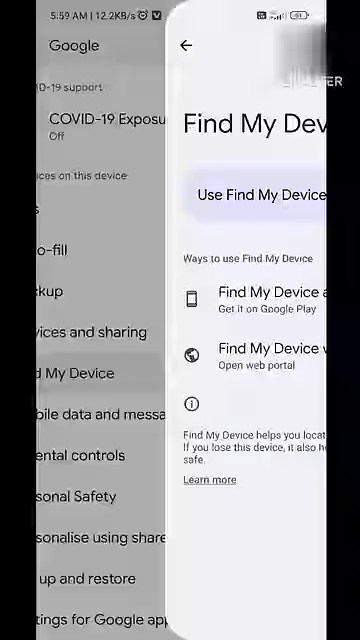 5:59 AM | 12.2KB/s
Google
D-19 support
COVID-19 Exposu
Off
ices on this device
s
o-fill
kup
vices and sharing
d My Device
bile data and messa
ental controls
sonal Safety
sonalise using share
up and restore
tings for Google app
61
Find My Dev
Use Find My Device
Ways to use Find My Device
Find My Device a
Get it on Google Play
Find My Device w
Open web portal
Find My Device helps you locat
If you lose this device, it also he
safe.
Learn more